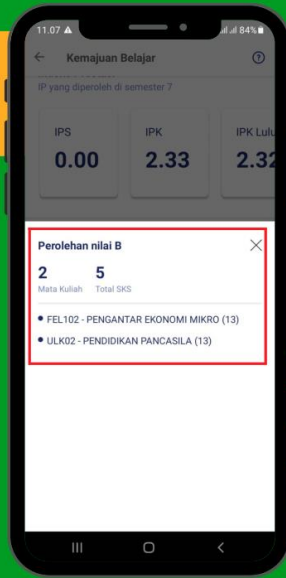 11.07
84%
Kemajuan Belajar
IP yang diperoleh di semester 7
IPS
IPK
IPK Lulu
0.00
2.33
2.32
Perolehan nilai B
2
5
Mata Kuliah
Total SKS
FEL102 - PENGANTAR EKONOMI MIKRO (13)
ULK02 - PENDIDIKAN PANCASILA (13)